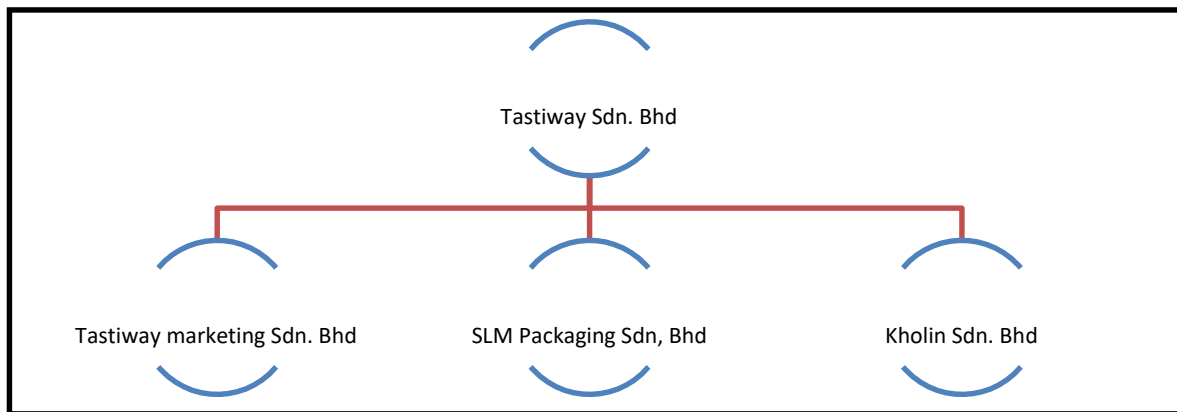 Tastiway Sdn. Bhd
Tastiway marketing Sdn. Bhd
SLM Packaging Sdn, Bhd
Kholin Sdn. Bhd